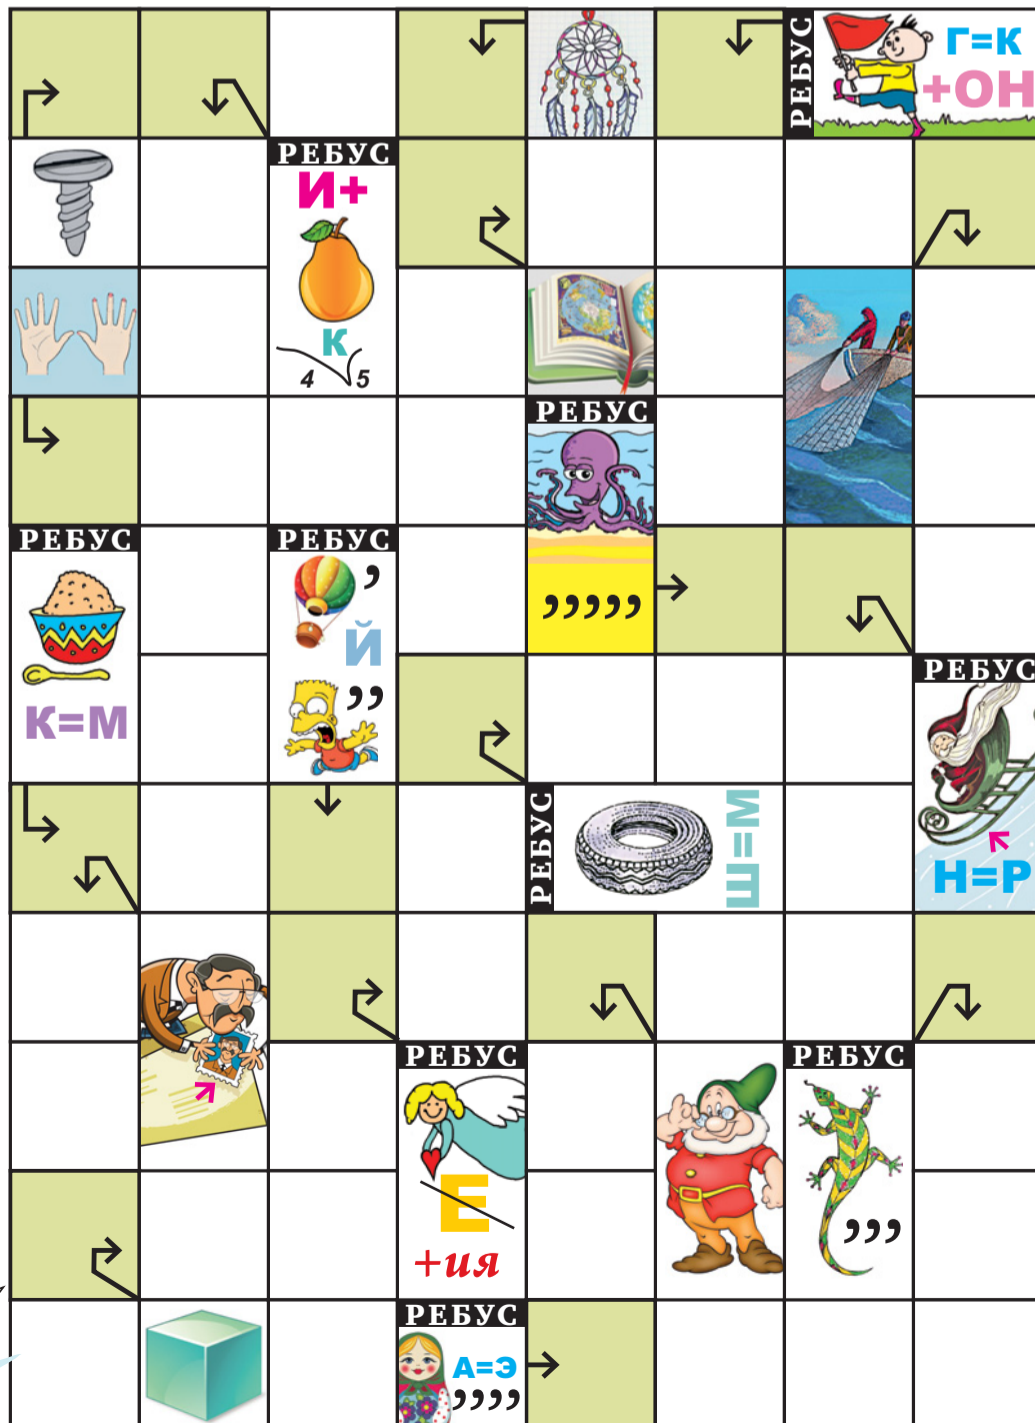 РЕБУС
Г=К
+ОН
РЕБУС
И+
К
4 5
РЕБУС
,,,,,
РЕБУС
К=М
РЕБУС
,
Й
,,
РЕБУС
Н=Р
РЕБУС
Ш=М
РЕБУС
Е
+ия
РЕБУС
,,,
РЕБУС
А=Э
,,,,